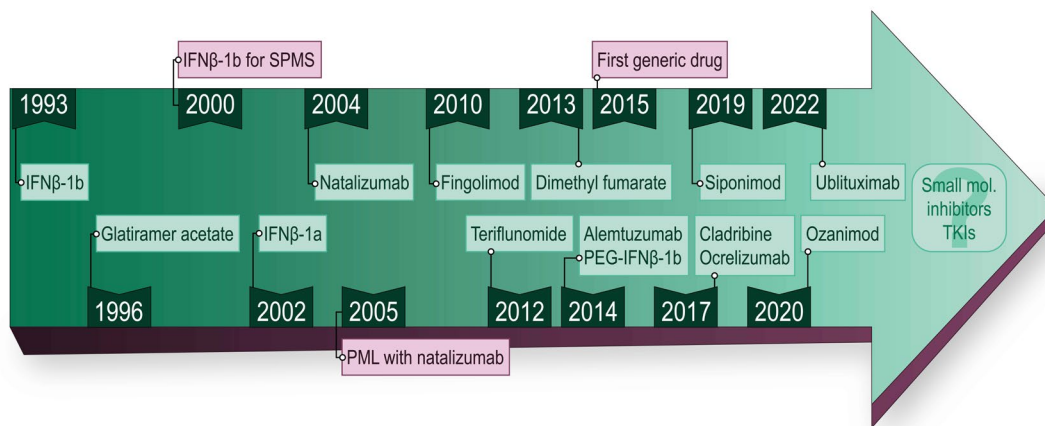 IFNβ-1b for SPMS
First generic drug
1993
2000
2004
2010
2013
2015
2019
2022
IFNβ-1b
Natalizumab
Fingolimod
Dimethyl fumarate
Siponimod
Ublituximab
Small mol.
inhibitors
TKIs
?
Glatiramer acetate
IFNβ-1a
Teriflunomide
Alemtuzumab
PEG-IFNβ-1b
Cladribine
Ocrelizumab
Ozanimod
1996
2002
2005
2012
2014
2017
2020
PML with natalizumab